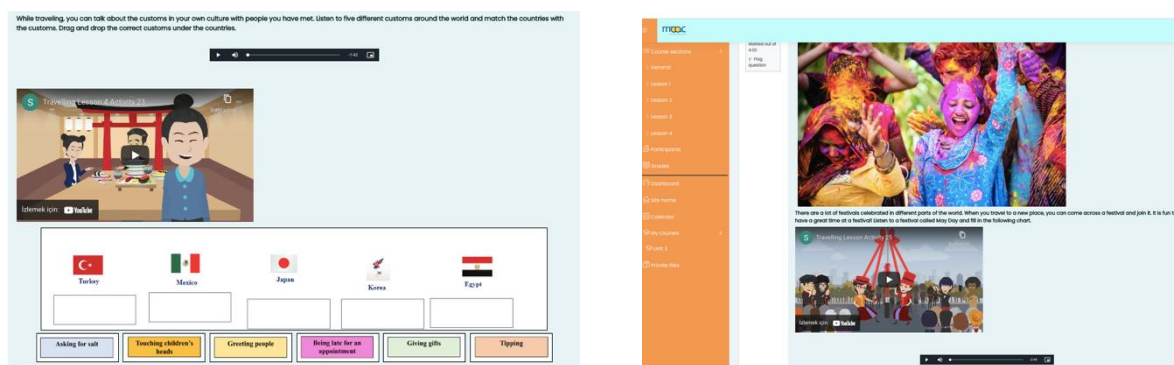 While traveling, you can talk about the customs in your own culture with people you have met. Listen to five different customs around the world and match the countries with
the customs. Drag and drop the correct customs under the countries.
-1:42
S Travelling Lesson 4 Activity 23
İzlemek için: YouTube
Turkey
Mexico
Japan
Korea
Egypt
Asking for salt
Touching children's
heads
Greeting people
Being late for an
appointment
Giving gifts
Tipping
mooc
Course sections
General
Lesson 1
Lesson 2
Lesson 3
Lesson 4
Participants
Grades
Dashboard
Site home
Calendar
My courses
Unit 3
Private files
Marked out of
4.00
Flag
question
There are a lot of festivals celebrated in different parts of the world. When you travel to a new place, you can come across a festival and join it. It is fun t
have a great time at a festival! Listen to a festival called May Day and fill in the following chart.
S Travelling Lesson Activity
İzlemek için: YouTube